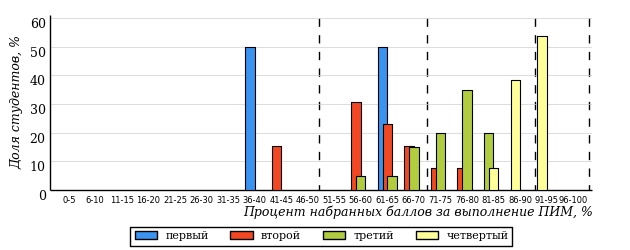 60
50
40
30
20
10
0
Доля студентов, %
0-5 6-10 11-15 16-20 21-25 26-30 31-35 36-40 41-45 46-50 51-55 56-60 61-65 66-70 71-75 76-80 81-85 86-90 91-95 96-100
Процент набранных баллов за выполнение ПИМ, %
первый второй третий четвертый